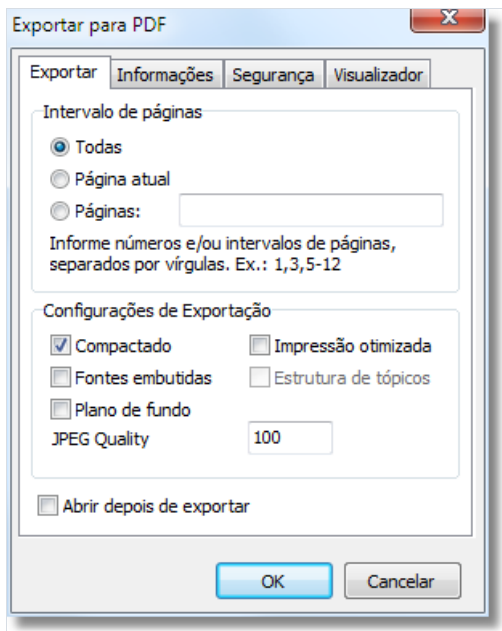 Exportar para PDF
Exportar Informações Segurança Visualizador
Intervalo de páginas
Todas
Página atual
Páginas:
Informe números e/ou intervalos de páginas,
separados por vírgulas. Ex.: 1,3,5-12
Configurações de Exportação
Compactado Impressão otimizada
Fontes embutidas Estrutura de tópicos
Plano de fundo
JPEG Quality 100
Abrir depois de exportar
OK Cancelar